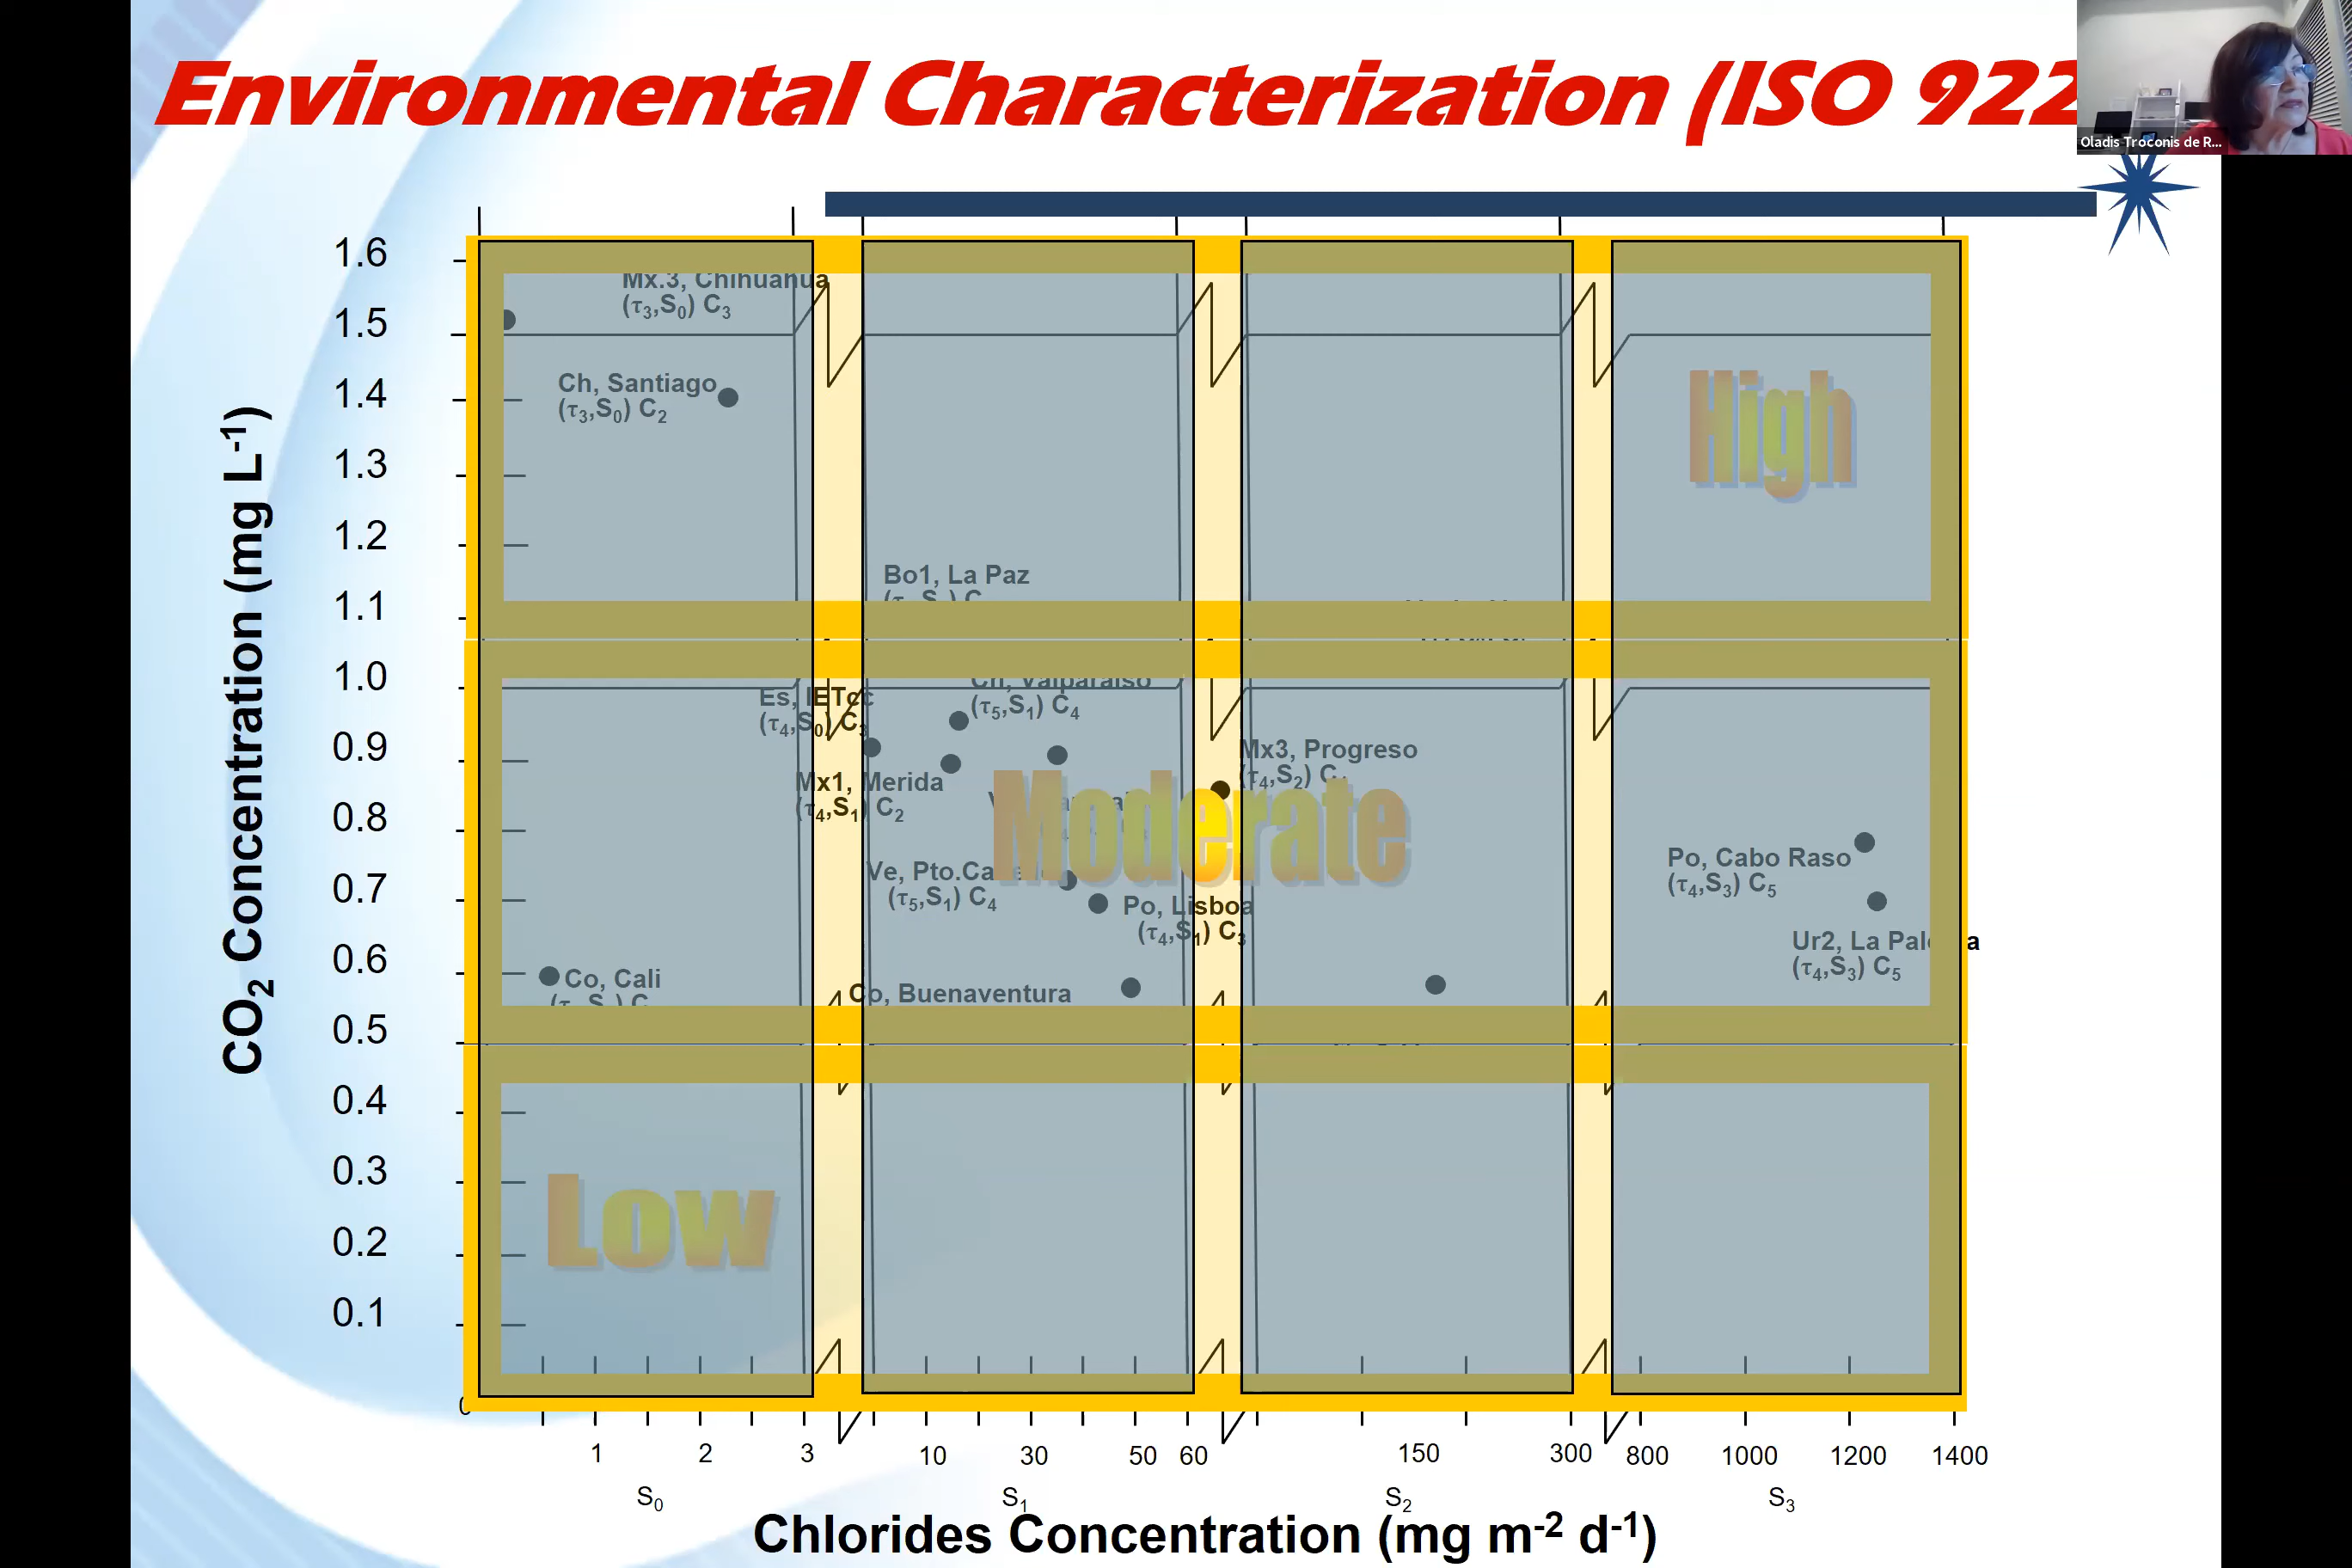 Environmental Characterization (ISO 922
Oladis Troconis de R...
CO2 Concentration (mg L-1)
1.6
1.5
1.4
1.3
1.2
1.1
1.0
0.9
0.8
0.7
0.6
0.5
0.4
0.3
0.2
0.1
Mx.3, Chihuahua
(τ3,S0) C3
Ch, Santiago
(τ3,S0) C2
High
Bo1, La Paz
Es, IETcc
(τ4,S0) C3
Ch, Valparaiso
(τ5,S1) C4
Mx1, Merida
(τ4,S1) C2
Mx3, Progreso
(τ4,S2)
Moderate
Ve,
(τ5,S1) C4
Po, Lisboa
(τ4,S1) C3
Po, Cabo Raso
(τ4,S3) C5
Ur2, La
(τ4,S3) C5
Co, Cali
Co, Buenaventura
Low
1 2 3 10 30 50 60 150 300 800 1000 1200 1400
S0 S1 S2 S3
Chlorides Concentration (mg m-2 d-1)